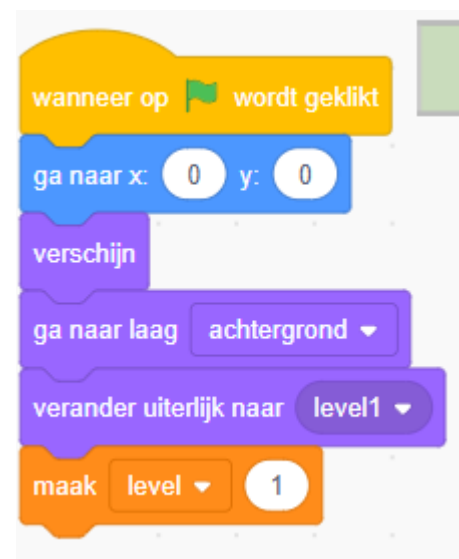 wanneer op wordt geklikt
ga naar x: 0 y: 0
verschijn
ga naar laag achtergrond
verander uiterlijk naar level1
maak level 1